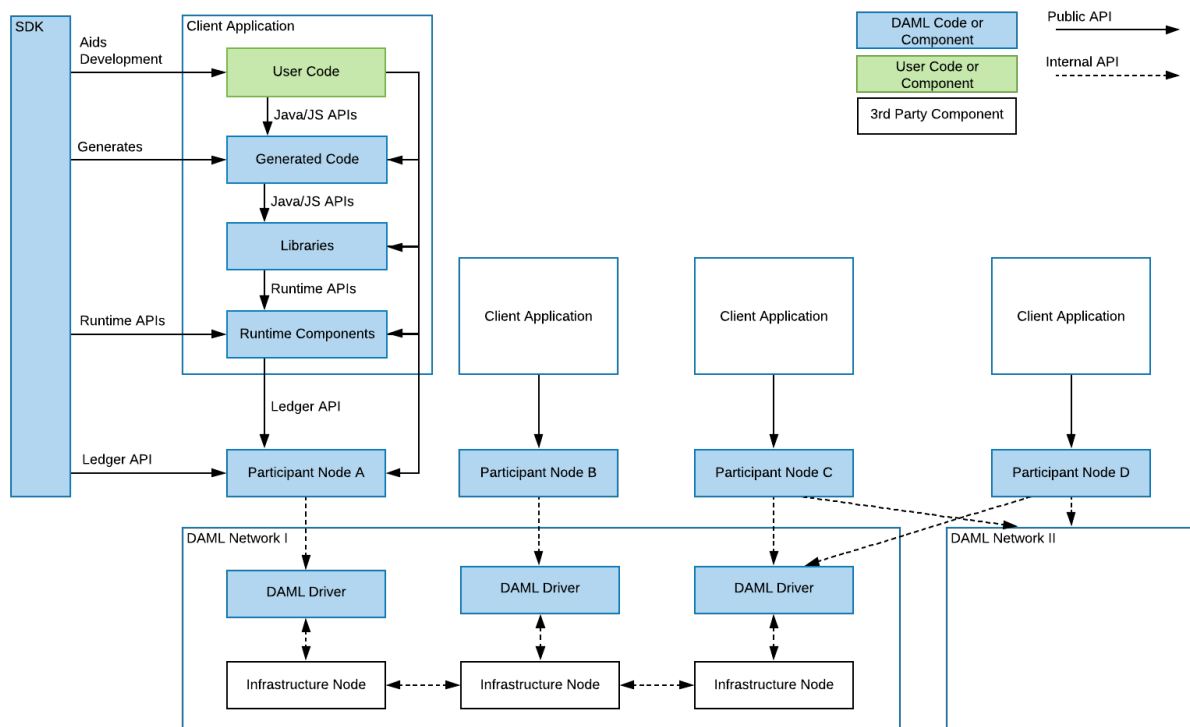 SDK
Client Application
DAML Code or
Component
Public API
Aids
Development
User Code
User Code or
Component
Internal API
Java/JS APIs
3rd Party Component
Generates
Generated Code
Java/JS APIs
Libraries
Runtime APIs
Client Application
Client Application
Client Application
Runtime APIs
Runtime Components
Ledger API
Ledger API
Participant Node A
Participant Node B
Participant Node C
Participant Node D
DAML Network I
DAML Network II
DAML Driver
DAML Driver
DAML Driver
Infrastructure Node
Infrastructure Node
Infrastructure Node